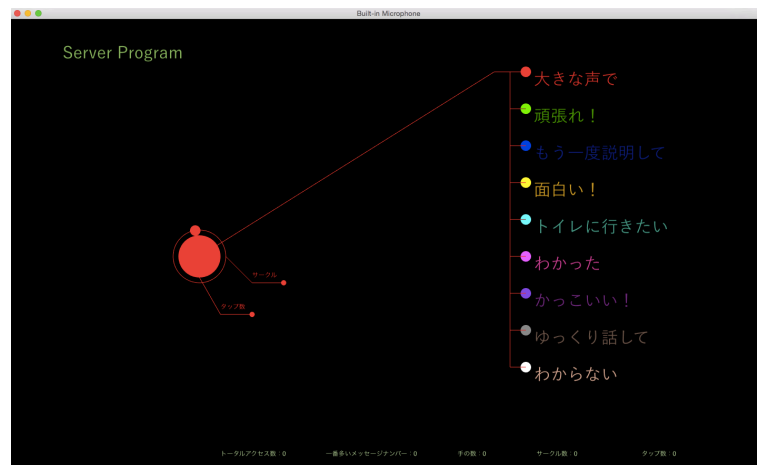 Built-in Microphone
Server Program
大きな声で
頑張れ！
もう一度説明して
面白い！
トイレに行きたい
わかった
かっこいい！
ゆっくり話して
わからない
サークル
タップ数
トータルアクセス数：0 一番多いメッセージナンバー：0 手の数：0 サークル数：0 タップ数：0